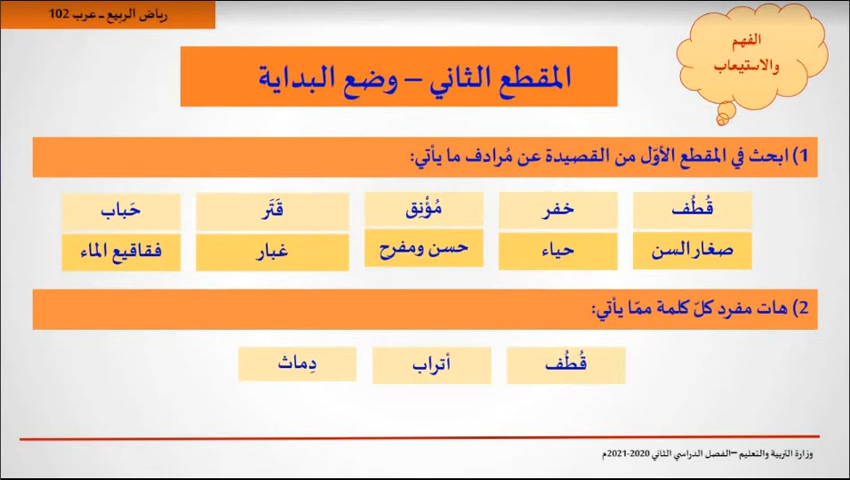 رياض الربيع – عرب 102
الفهم
والاستيعاب
المقطع الثاني – وضع البداية
1) ابحث في المقطع الأوّل من القصيدة عن مُرادف ما يأتي:
قُطُف خفر مُؤْنِق قَتَر حَباب
صغار السن حياء حسن ومفرح غبار فقاقيع الماء
2) هات مفرد كلّ كلمة ممّا يأتي:
قُطُف أتراب دِماث
وزارة التربية والتعليم –الفصل الدراسي الثاني 2020-2021م